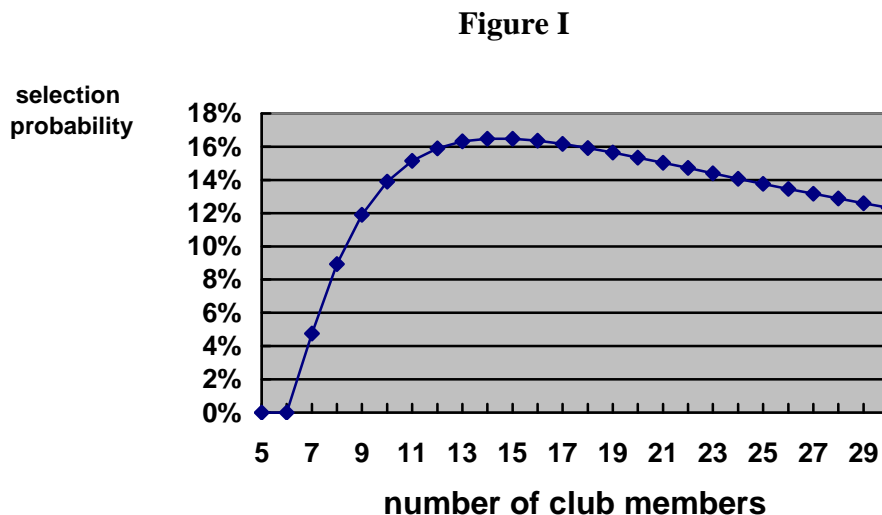 Figure I
selection
probability
18%
16%
14%
12%
10%
8%
6%
4%
2%
0%
5 7 9 11 13 15 17 19 21 23 25 27 29
number of club members